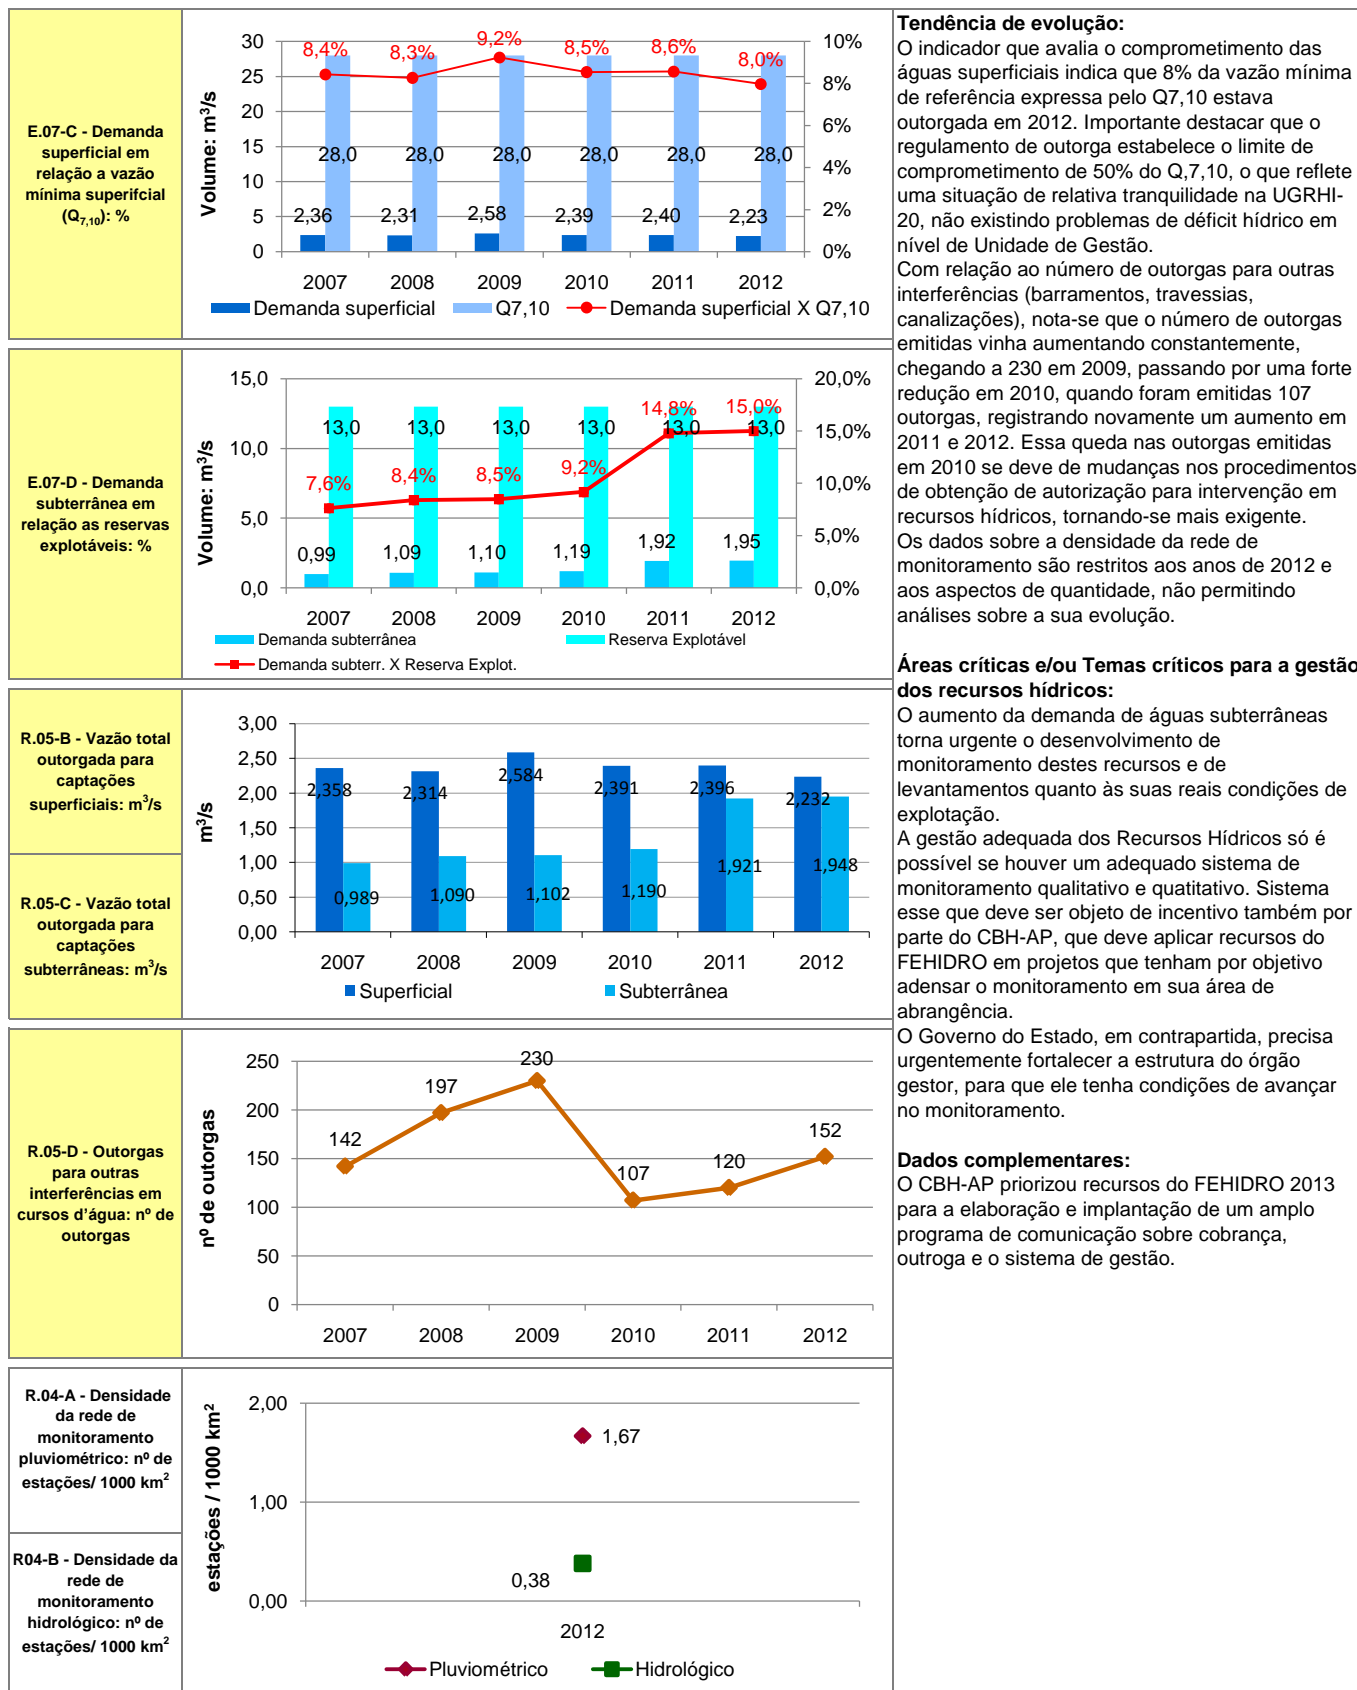 E.07-C - Demanda
superficial em
relação a vazão
mínima superifcial
(Q7,10): %
Volume: m³/s
30
25
20
15
10
5
0
10%
8%
6%
4%
2%
0%
8,4%
8,3%
9,2%
8,5%
8,6%
8,0%
28,0
28,0
28,0
28,0
28,0
28,0
2,36
2,31
2,58
2,39
2,40
2,23
2007 2008 2009 2010 2011 2012
Demanda superficial Q7,10 Demanda superficial X Q7,10
E.07-D - Demanda
subterrânea em
relação as reservas
explotáveis: %
Volume: m³/s
15,0
10,0
5,0
0,0
20,0%
15,0%
10,0%
5,0%
0,0%
7,6%
8,4%
8,5%
9,2%
14,8%
15,0%
13,0
13,0
13,0
13,0
13,0
13,0
0,99
1,09
1,10
1,19
1,92
1,95
2007 2008 2009 2010 2011 2012
Demanda subterrânea Reserva Explotável
Demanda subterr. X Reserva Explot.
R.05-B - Vazão total
outorgada para
captações
superficiais: m³/s
R.05-C - Vazão total
outorgada para
captações
subterrâneas: m³/s
m³/s
3,00
2,50
2,00
1,50
1,00
0,50
0,00
2,358
2,314
2,584
2,391
2,396
2,232
0,989
1,090
1,102
1,190
1,921
1,948
2007 2008 2009 2010 2011 2012
Superficial Subterrânea
R.05-D - Outorgas
para outras
interferências em
cursos d'água: nº de
outorgas
nº de outorgas
250
200
150
100
50
0
142
197
230
107
120
152
2007 2008 2009 2010 2011 2012
R.04-A - Densidade
da rede de
monitoramento
pluviométrico: nº de
estações/ 1000 km²
R04-B - Densidade da
rede de
monitoramento
hidrológico: nº de
estações/ 1000 km²
estações / 1000 km²
2,00
1,00
0,00
1,67
0,38
2012
Pluviométrico Hidrológico
Tendência de evolução:
O indicador que avalia o comprometimento das
águas superficiais indica que 8% da vazão mínima
de referência expressa pelo Q7,10 estava
outorgada em 2012. Importante destacar que o
regulamento de outorga estabelece o limite de
comprometimento de 50% do Q,7,10, o que reflete
uma situação de relativa tranquilidade na UGRHI-
20, não existindo problemas de déficit hídrico em
nível de Unidade de Gestão.
Com relação ao número de outorgas para outras
interferências (barramentos, travessias,
canalizações), nota-se que o número de outorgas
emitidas vinha aumentando constantemente,
chegando a 230 em 2009, passando por uma forte
redução em 2010, quando foram emitidas 107
outorgas, registrando novamente um aumento em
2011 e 2012. Essa queda nas outorgas emitidas
em 2010 se deve de mudanças nos procedimentos
de obtenção de autorização para intervenção em
recursos hídricos, tornando-se mais exigente.
Os dados sobre a densidade da rede de
monitoramento são restritos aos anos de 2012 e
aos aspectos de quantidade, não permitindo
análises sobre a sua evolução.
Áreas críticas e/ou Temas críticos para a gestão
dos recursos hídricos:
O aumento da demanda de águas subterrâneas
torna urgente o desenvolvimento de
monitoramento destes recursos e de
levantamentos quanto às suas reais condições de
explotação.
A gestão adequada dos Recursos Hídricos só é
possível se houver um adequado sistema de
monitoramento qualitativo e quatitativo. Sistema
esse que deve ser objeto de incentivo também por
parte do CBH-AP, que deve aplicar recursos do
FEHIDRO em projetos que tenham por objetivo
adensar o monitoramento em sua área de
abrangência.
O Governo do Estado, em contrapartida, precisa
urgentemente fortalecer a estrutura do órgão
gestor, para que ele tenha condições de avançar
no monitoramento.
Dados complementares:
O CBH-AP priorizou recursos do FEHIDRO 2013
para a elaboração e implantação de um amplo
programa de comunicação sobre cobrança,
outroga e o sistema de gestão.